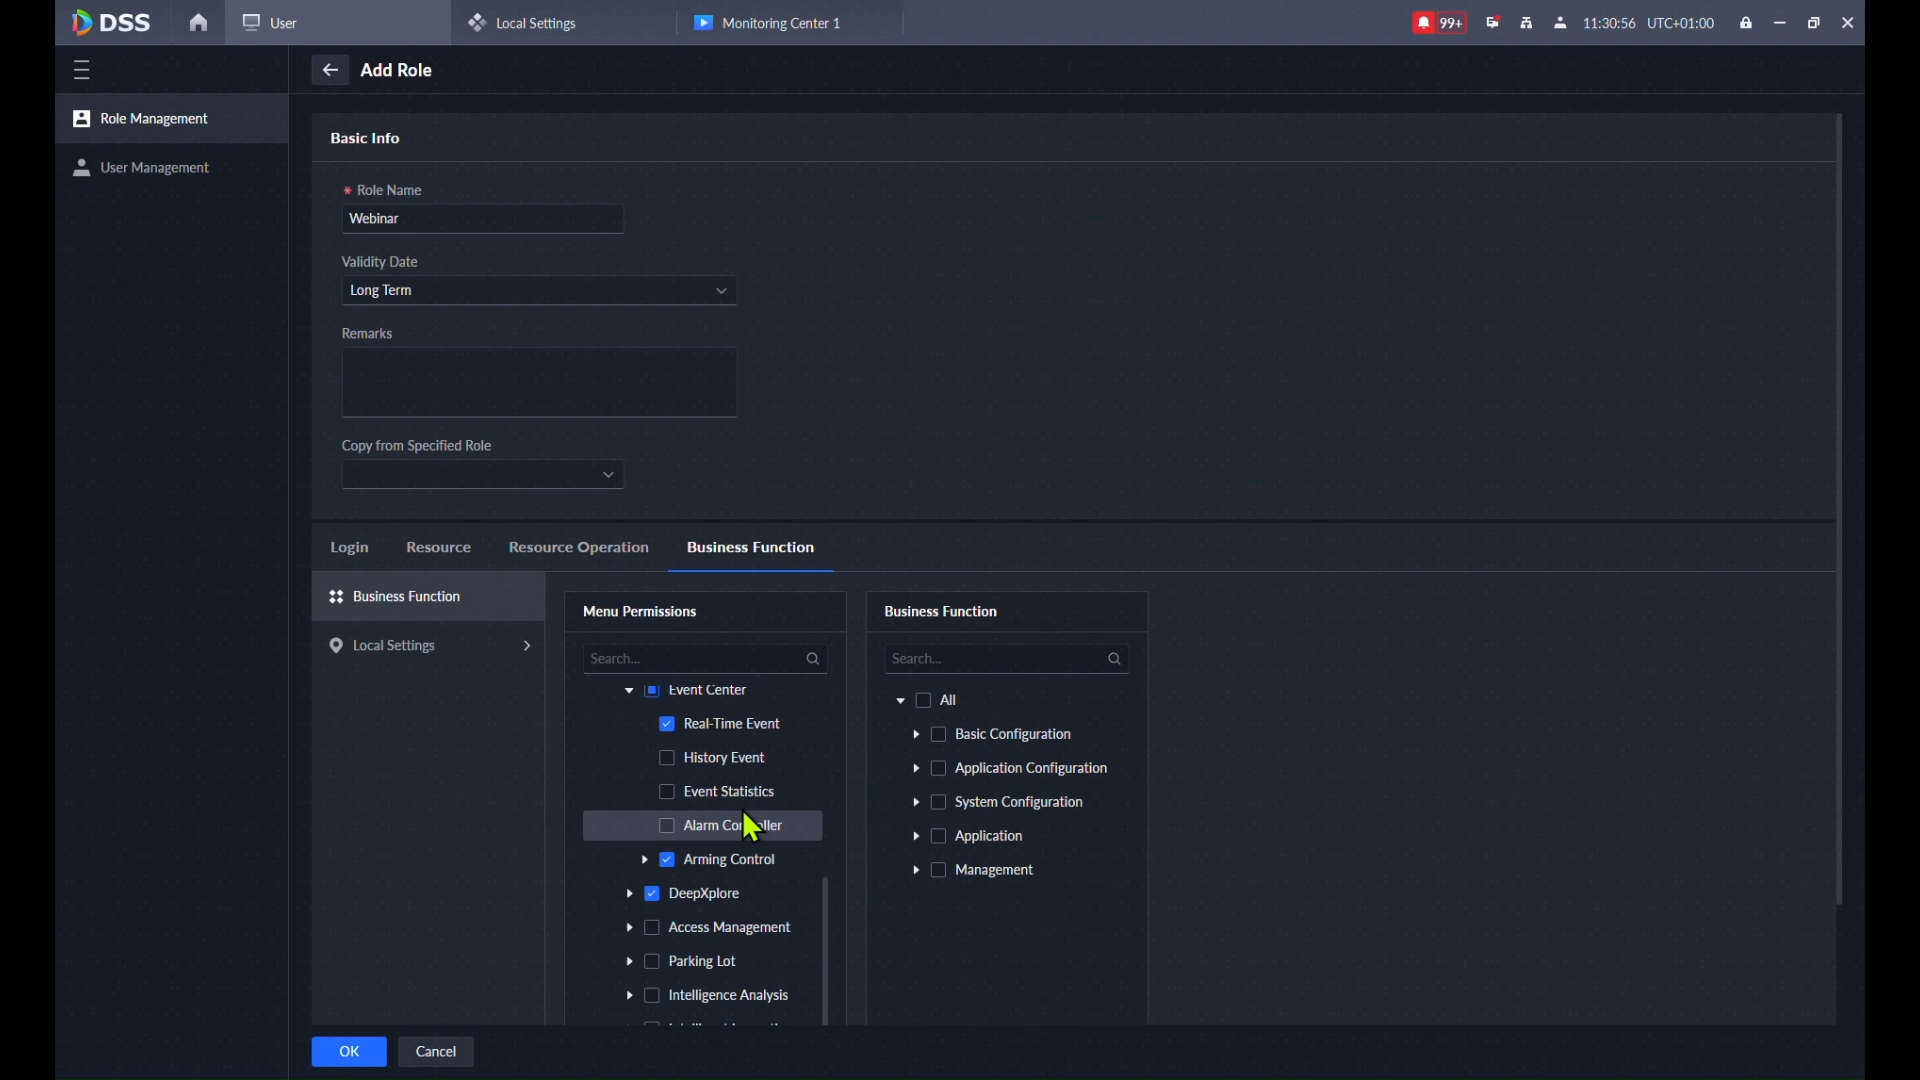 DSS
User
Local Settings
Monitoring Center 1
99+
11:30:56 UTC+01:00
Add Role
Role Management
User Management
Basic Info
* Role Name
Webinar
Validity Date
Long Term
Remarks
Copy from Specified Role
Login
Resource
Resource Operation
Business Function
Business Function
Local Settings
Menu Permissions
Search...
Event Center
Real-Time Event
History Event
Event Statistics
Alarm
Arming Control
DeepXplore
Access Management
Parking Lot
Intelligence Analysis
Business Function
Search...
All
Basic Configuration
Application Configuration
System Configuration
Application
Management
OK
Cancel